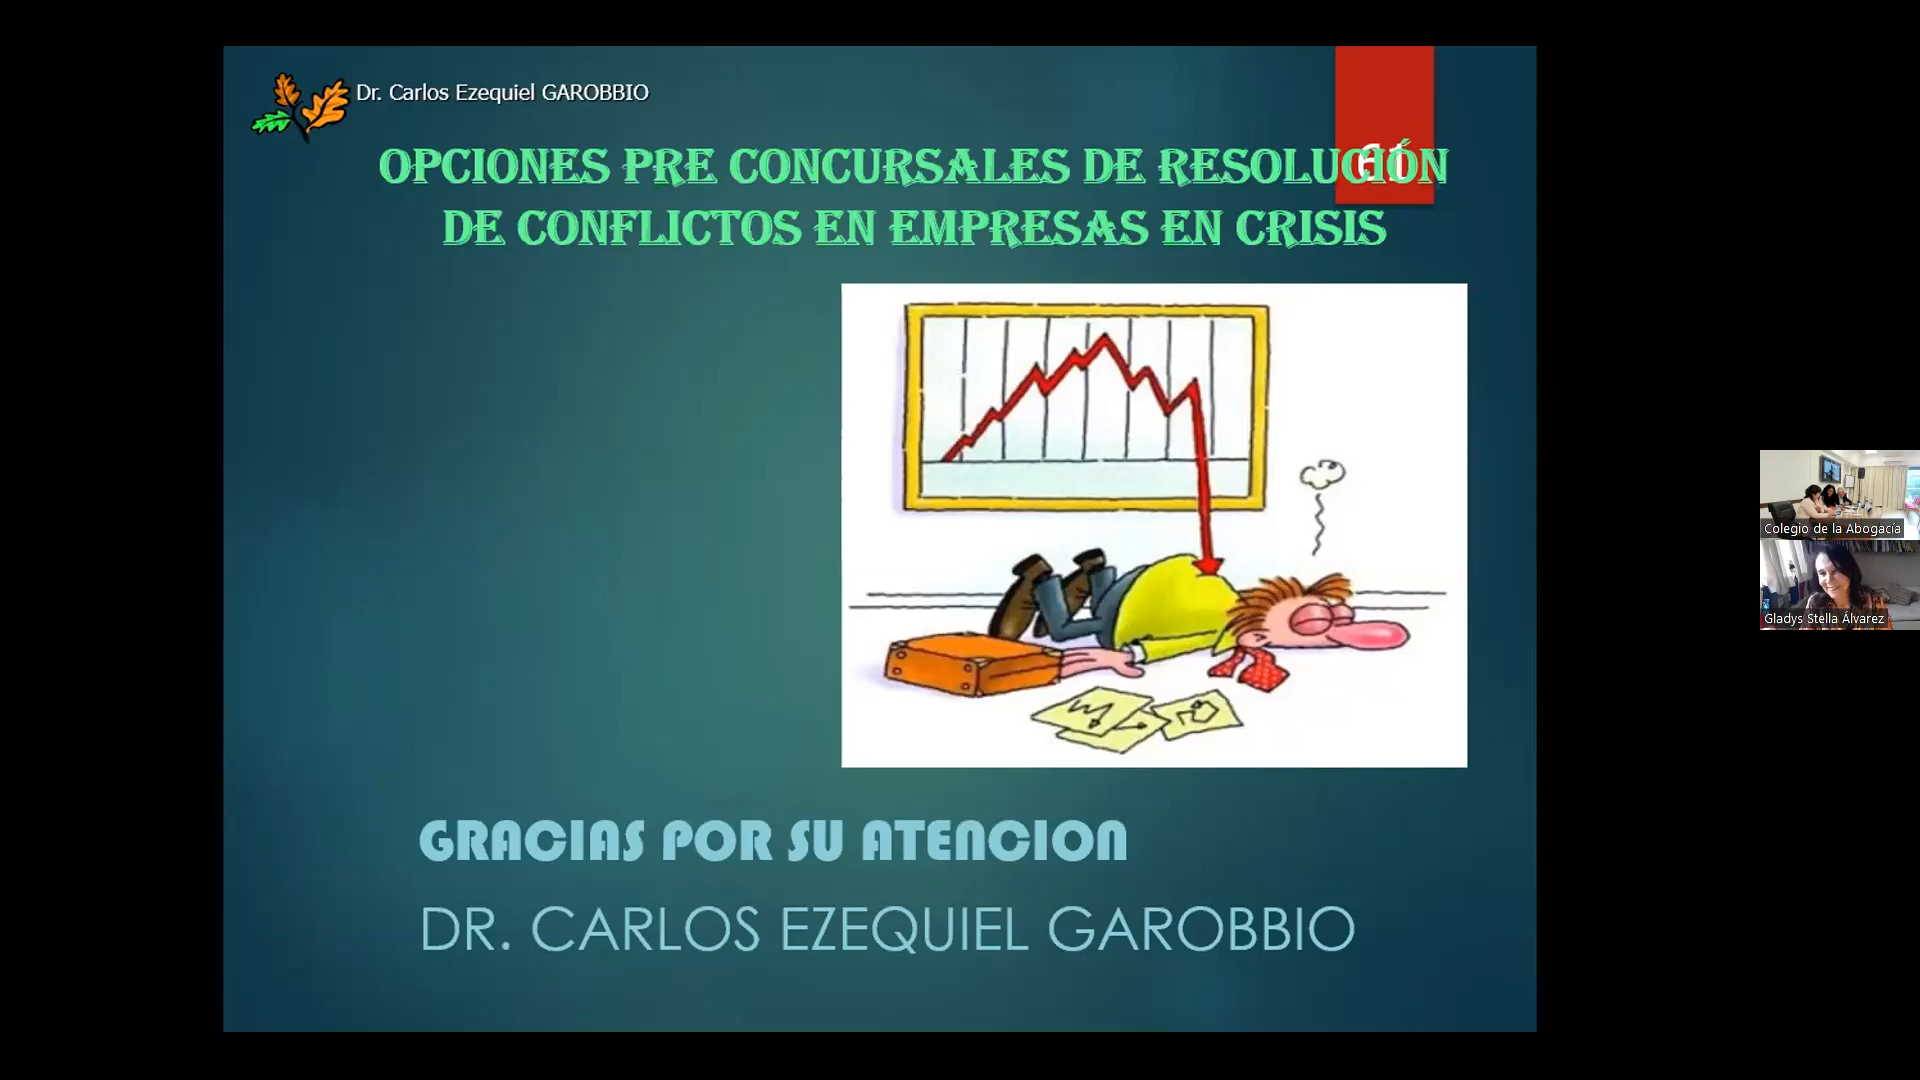 Dr. Carlos Ezequiel GAROBBIO
61
OPCIONES PRE CONCURSALES DE RESOLUCIÓN
DE CONFLICTOS EN EMPRESAS EN CRISIS
GRACIAS POR SU ATENCION
DR. CARLOS EZEQUIEL GAROBBIO
Colegio de la Abogacía
Gladys Stella Álvarez